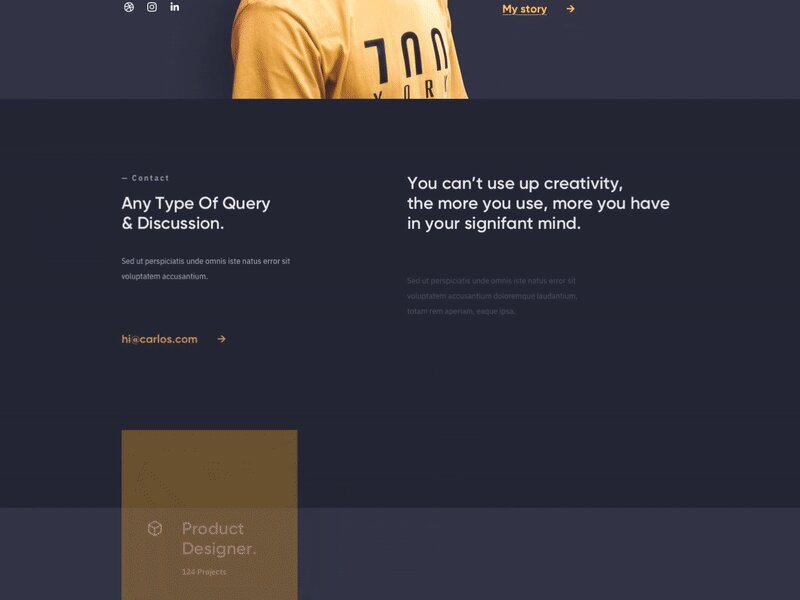 My story
700
YORK
— Contact
Any Type Of Query
& Discussion.
Sed ut perspiciatis unde omnis iste natus error sit
voluptatem accusantium.
hi@carlos.com
You can't use up creativity,
the more you use, more you have
in your signifant mind.
Sed ut perspiciatis unde omnis iste natus error sit
voluptatem accusantium doloremque laudantium,
totam rem aperiam, eaque ipsa.
Product
Designer.
124 Projects